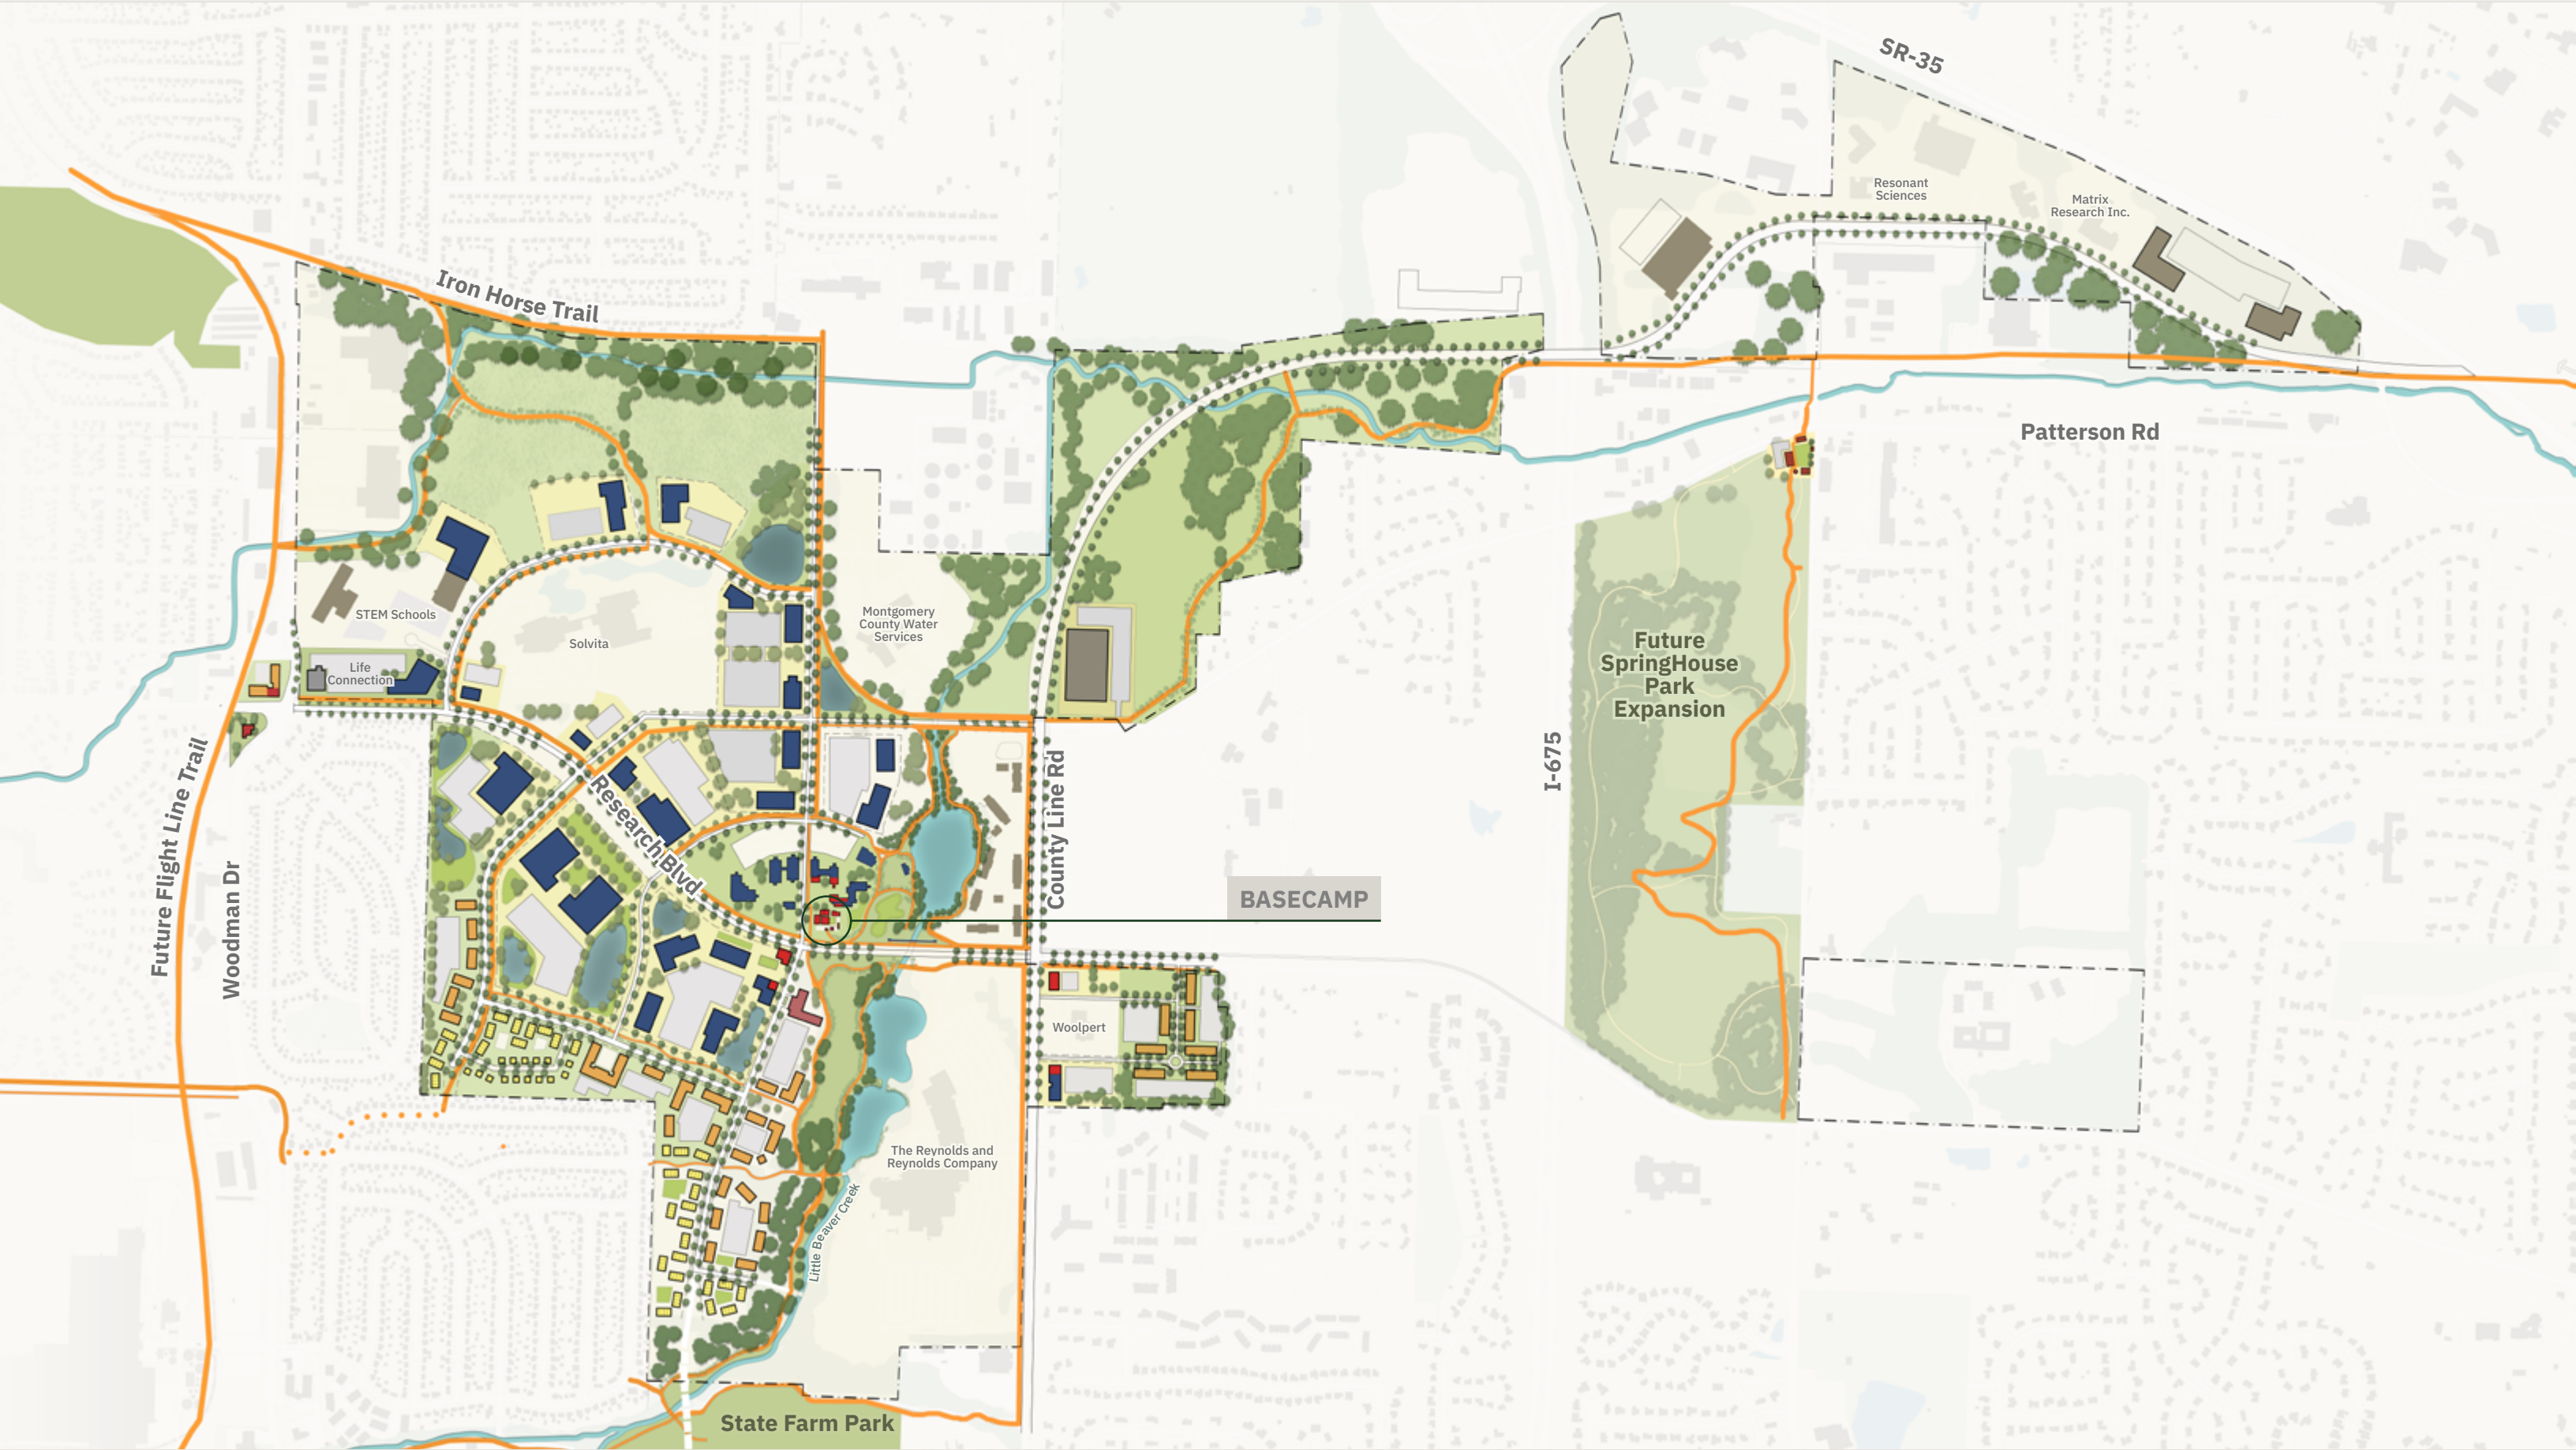 SR-35
Resonant
Sciences
Matrix
Research Inc.
Iron Horse Trail
Patterson Rd
STEM Schools
Solvita
Montgomery
County Water
Services
Life
Connection
Future
SpringHouse
Park
Expansion
Future Flight Line Trail
Woodman Dr
Research Blvd
County Line Rd
I-675
BASECAMP
Woolpert
The Reynolds and
Reynolds Company
Little Beaver Creek
State Farm Park